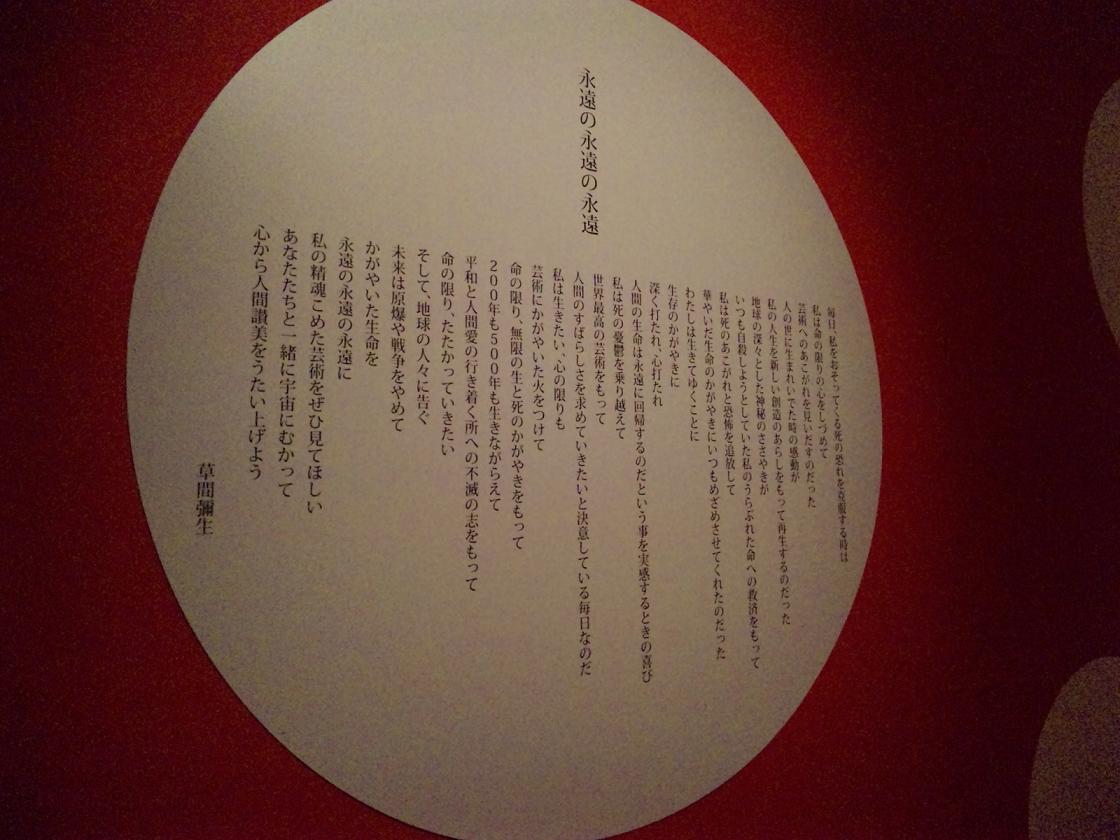 永遠の永遠の永遠
毎日、私をおそってくる死の恐れを克服する時は
私は命の限りの心をしづめて
芸術へのあこがれを見いだすのだった
人の世に生まれいでた時の感動が
私の人生を新しい創造のあらしをもって再生するのだった
地球の深々とした神秘のささやきが
いつも自殺しようとしていた私のうらぶれた命への救済をもって
私は死のあこがれと恐怖を追放して
華やいだ生命のかがやきにいつもめざめさせてくれたのだった
わたしは生きてゆくことに
生存のかがやきに
深く打たれ、心打たれ
人間の生命は永遠に回帰するのだという事を実感するときの喜び
私は死の憂鬱を乗り越えて
世界最高の芸術をもって
人間のすばらしさを求めていきたいと決意している毎日なのだ
私は生きたい、心の限りも
芸術にかがやいた火をつけて
命の限り、無限の生と死のかがやきをもって
200年も500年も生きながらえて
平和と人間愛の行き着く所への不滅の志をもって
命の限り、たたかっていきたい
そして、地球の人々に告ぐ
未来は原爆や戦争をやめて
かがやいた生命を
永遠の永遠の永遠に
私の精魂こめた芸術をぜひ見てほしい
あなたたちと一緒に宇宙にむかって
心から人間讃美をうたい上げよう
草間彌生